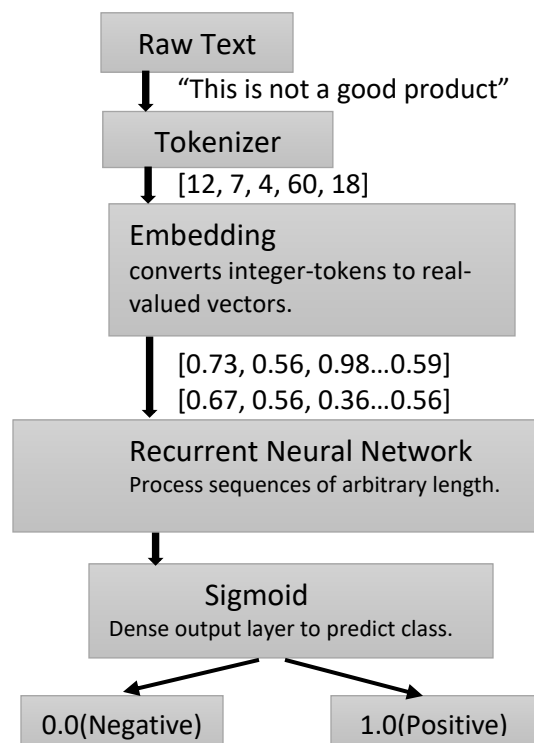 Raw Text
“This is not a good product”
Tokenizer
[12, 7, 4, 60, 18]
Embedding
converts integer-tokens to real-
valued vectors.
[0.73, 0.56, 0.98...0.59]
[0.67, 0.56, 0.36...0.56]
Recurrent Neural Network
Process sequences of arbitrary length.
Sigmoid
Dense output layer to predict class.
0.0(Negative)
1.0(Positive)